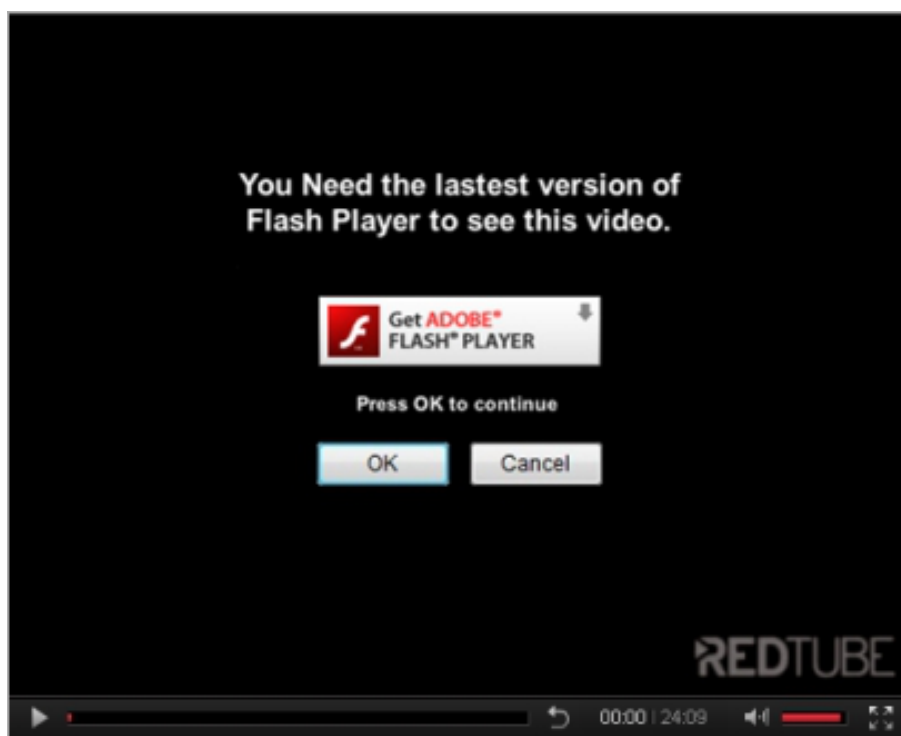 You Need the lastest version of
Flash Player to see this video.
Get ADOBE®
FLASH® PLAYER
Press OK to continue
OK Cancel
REDTUBE
00:00 | 24:09